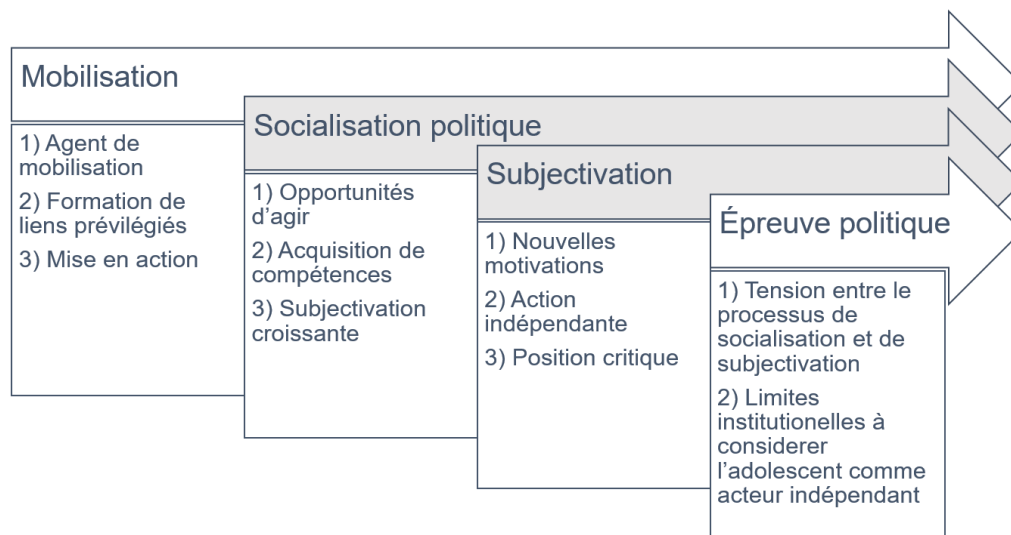 Mobilisation
1) Agent de
mobilisation
2) Formation de
liens prévilégiés
3) Mise en action
Socialisation politique
1) Opportunités
d'agir
2) Acquisition de
compétences
3) Subjectivation
croissante
Subjectivation
1) Nouvelles
motivations
2) Action
indépendante
3) Position critique
Épreuve politique
1) Tension entre le
processus de
socialisation et de
subjectivation
2) Limites
institutionelles à
considerer
l'adolescent comme
acteur indépendant